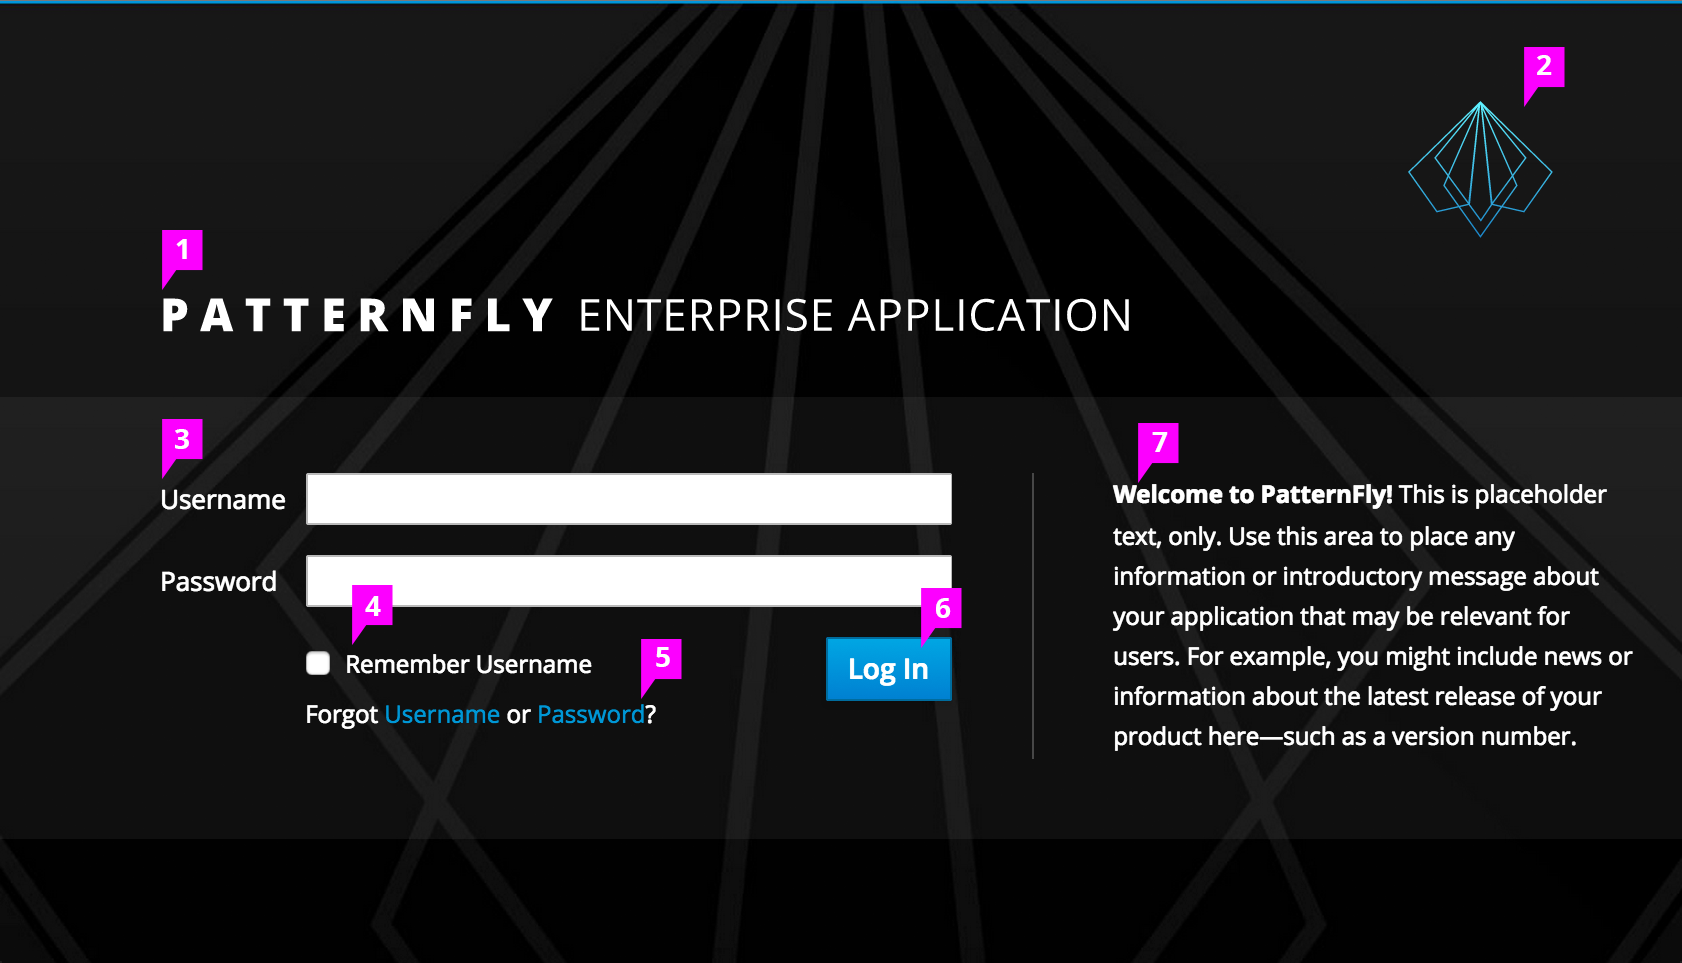 2
1
PATTERNFLY ENTERPRISE APPLICATION
3
Username
Password
4
Remember Username
5
Forgot Username or Password?
6
Log In
7
Welcome to PatternFly! This is placeholder
text, only. Use this area to place any
information or introductory message about
your application that may be relevant for
users. For example, you might include news or
information about the latest release of your
product here—such as a version number.